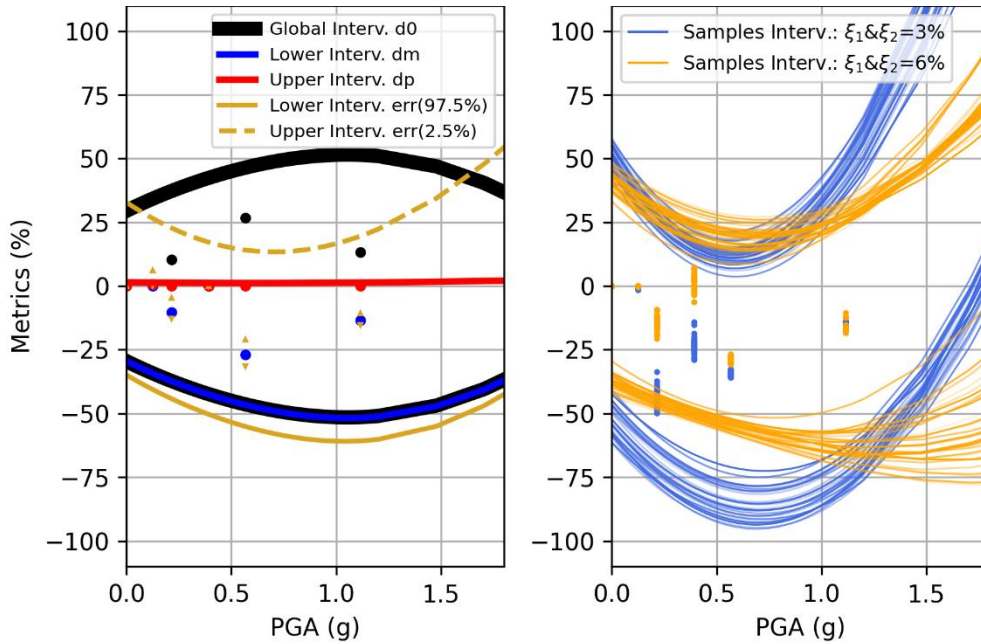 Metrics (%)
100
75
50
25
0
−25
−50
−75
−100
Global Interv. d0
Lower Interv. dm
Upper Interv. dp
Lower Interv. err(97.5%)
Upper Interv. err(2.5%)
0.0
0.5
1.0
1.5
PGA (g)
100
75
50
25
0
−25
−50
−75
−100
Samples Interv.: ξ₁&ξ₂=3%
Samples Interv.: ξ₁&ξ₂=6%
0.0
0.5
1.0
1.5
PGA (g)